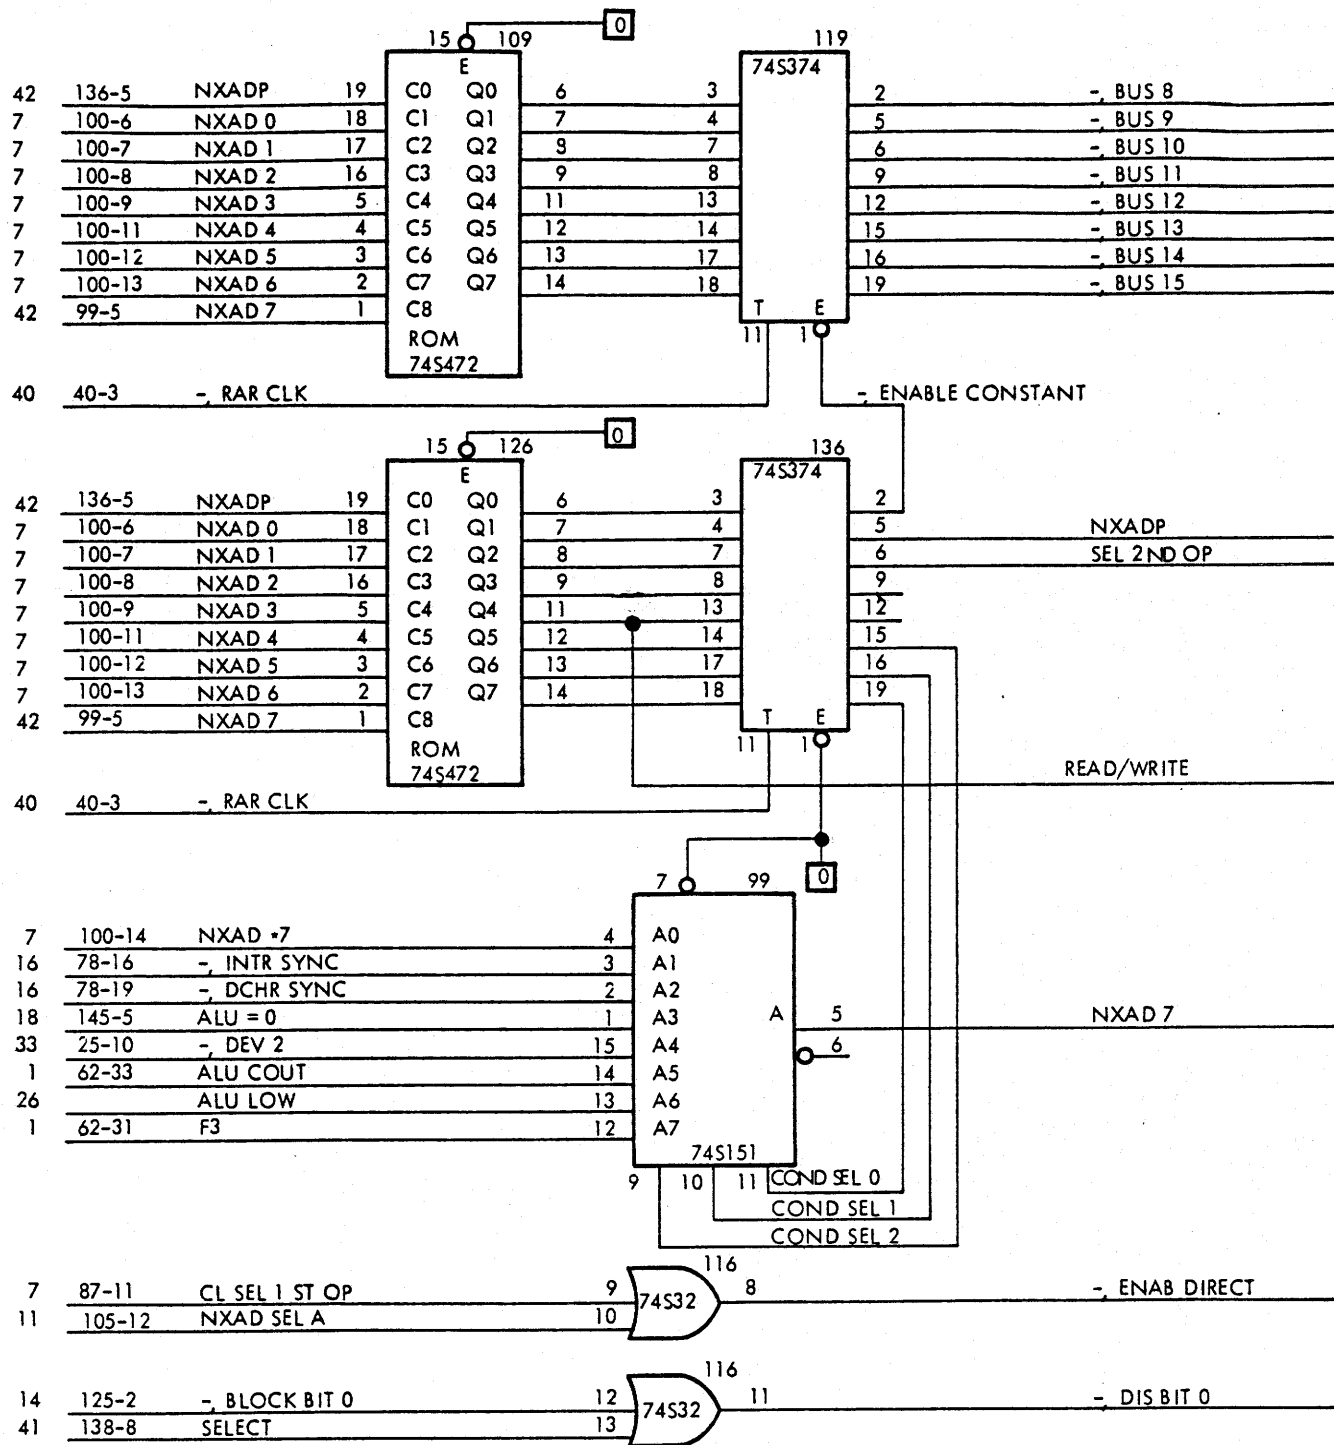 0
15 109 119
E 74S374
42 136-5 NXADP 19 C0 Q0 6 3 2 ¬, BUS 8
7 100-6 NXAD 0 18 C1 Q1 7 4 5 ¬, BUS 9
7 100-7 NXAD 1 17 C2 Q2 8 7 6 ¬, BUS 10
7 100-8 NXAD 2 16 C3 Q3 9 8 9 ¬, BUS 11
7 100-9 NXAD 3 5 C4 Q4 11 13 12 ¬, BUS 12
7 100-11 NXAD 4 4 C5 Q5 12 14 15 ¬, BUS 13
7 100-12 NXAD 5 3 C6 Q6 13 17 16 ¬, BUS 14
7 100-13 NXAD 6 2 C7 Q7 14 18 19 ¬, BUS 15
42 99-5 NXAD 7 1 C8 T E
ROM 11 1
74S472
40 40-3 ¬, RAR CLK ¬, ENABLE CONSTANT
0
15 126 136
E 74S374
42 136-5 NXADP 19 C0 Q0 6 3 2
7 100-6 NXAD 0 18 C1 Q1 7 4 5 NXADP
7 100-7 NXAD 1 17 C2 Q2 8 7 6 SEL 2ND OP
7 100-8 NXAD 2 16 C3 Q3 9 8 9
7 100-9 NXAD 3 5 C4 Q4 11 13 12
7 100-11 NXAD 4 4 C5 Q5 12 14 15
7 100-12 NXAD 5 3 C6 Q6 13 17 16
7 100-13 NXAD 6 2 C7 Q7 14 18 19
42 99-5 NXAD 7 1 C8 T E
ROM 11 1
74S472 READ/WRITE
40 40-3 ¬, RAR CLK
7 99 0
7 100-14 NXAD *7 4 A0
16 78-16 ¬, INTR SYNC 3 A1
16 78-19 ¬, DCHR SYNC 2 A2
18 145-5 ALU = 0 1 A3 A 5 NXAD 7
33 25-10 ¬, DEV 2 15 A4 6
1 62-33 ALU COUT 14 A5
26 ALU LOW 13 A6
1 62-31 F3 12 A7
74S151
9 10 11 COND SEL 0
COND SEL 1
COND SEL 2
116
7 87-11 CL SEL 1 ST OP 9 74S32 8 ¬, ENAB DIRECT
11 105-12 NXAD SEL A 10
116
14 125-2 ¬, BLOCK BIT 0 12 74S32 11 ¬, DIS BIT 0
41 138-8 SELECT 13